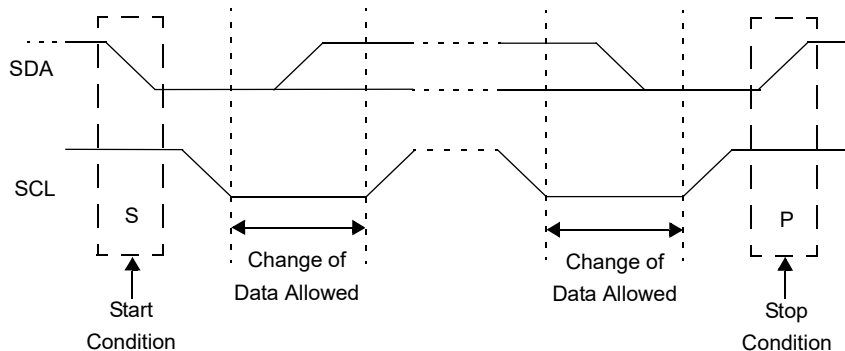 SDA
SCL
S
P
Change of
Data Allowed
Change of
Data Allowed
Start
Condition
Stop
Condition